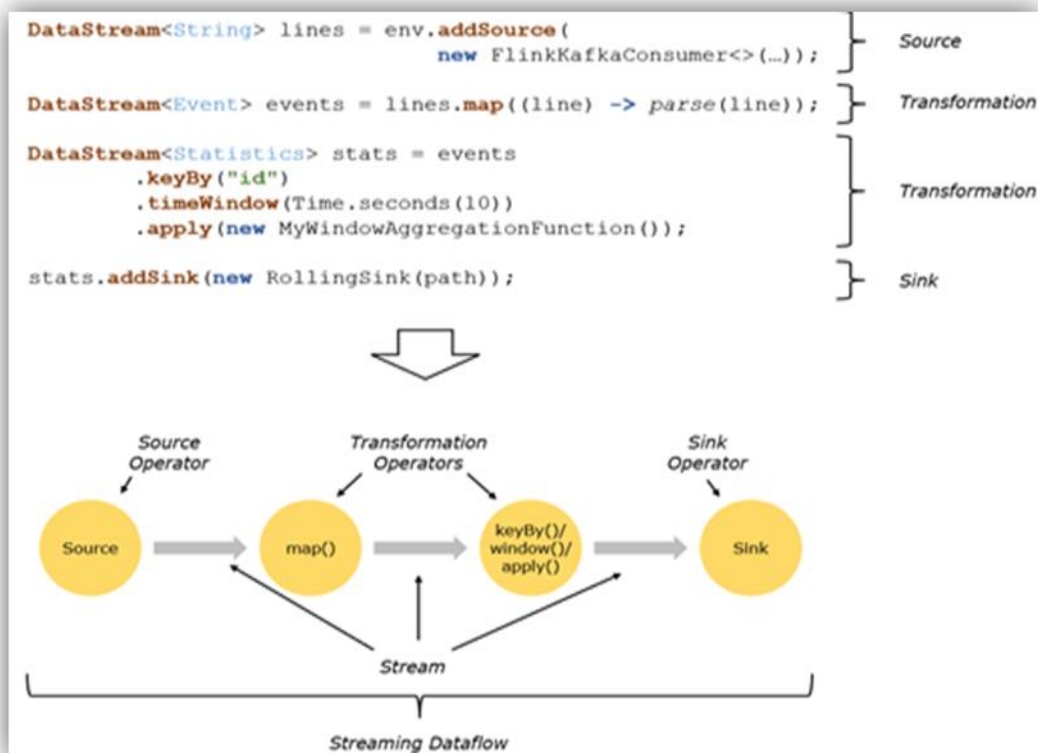 DataStream<String> lines = env.addSource(
new FlinkKafkaConsumer<>(…));
Source
DataStream<Event> events = lines.map((line) -> parse(line));
Transformation
DataStream<Statistics> stats = events
.keyBy("id")
.timeWindow(Time.seconds(10))
.apply(new MyWindowAggregationFunction());
Transformation
stats.addSink(new RollingSink(path));
Sink
Source
Operator
Transformation
Operators
Sink
Operator
Source
map()
keyBy()/
window()/
apply()
Sink
Stream
Streaming Dataflow